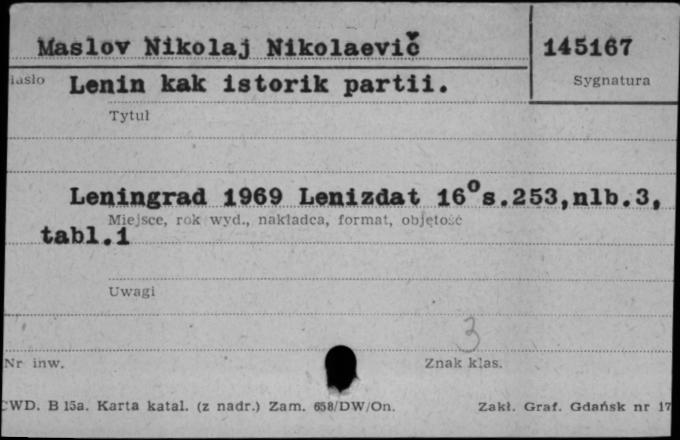 Maslov Nikolaj Nikolaevič
145167
Sygnatura
Lenin kak istorik partii.
Tytuł
Leningrad 1969 Lenizdat 16° s.253,nlb.3,
Miejsce, rok wyd., nakładca, format, objętość
tabl.1
Uwagi
3
Nr inw.
Znak klas.
CWD. B 15a. Karta katal. (z nadr.) Zam. 658/DW/On.
Zakł. Graf. Gdańsk nr 17